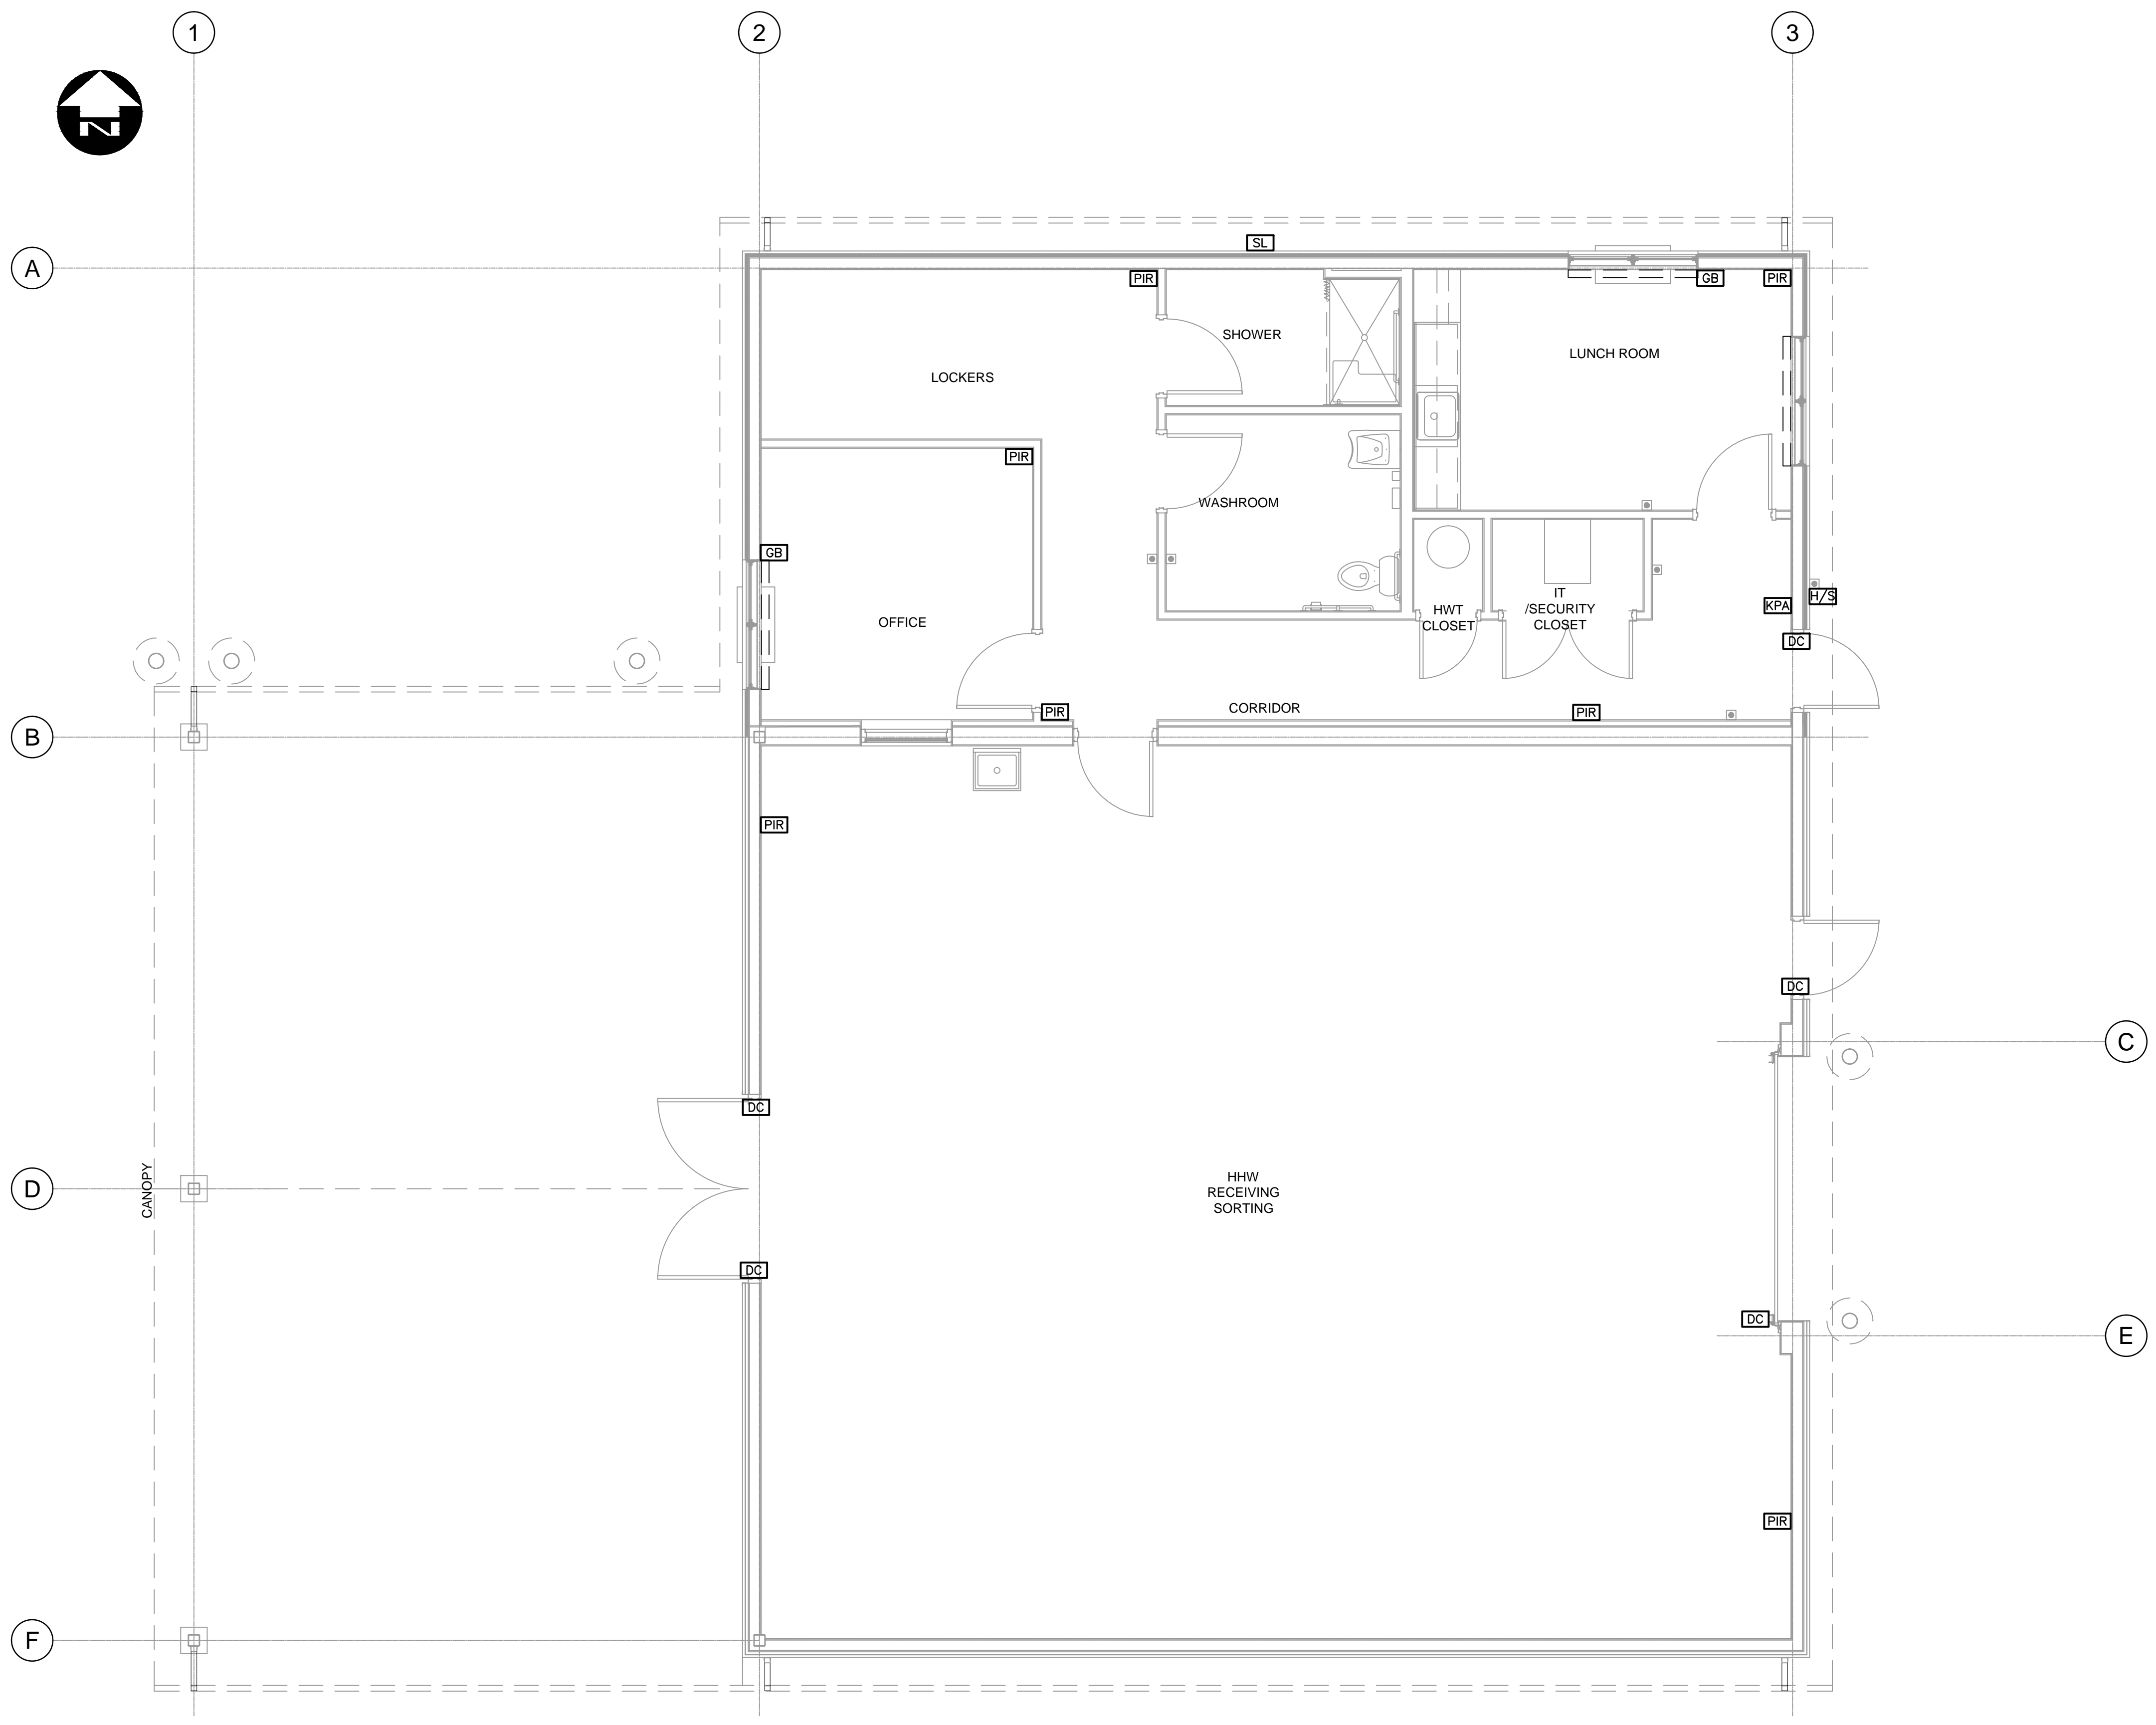 1
2
3
N
A
SL
PIR
GB
PIR
SHOWER
LUNCH ROOM
LOCKERS
PIR
WASHROOM
GB
OFFICE
HWT
CLOSET
IT
/SECURITY
CLOSET
KPA
H/S
DC
PIR
CORRIDOR
PIR
B
PIR
DC
C
DC
CANOPY
D
HHW
RECEIVING
SORTING
DC
DC
E
PIR
F